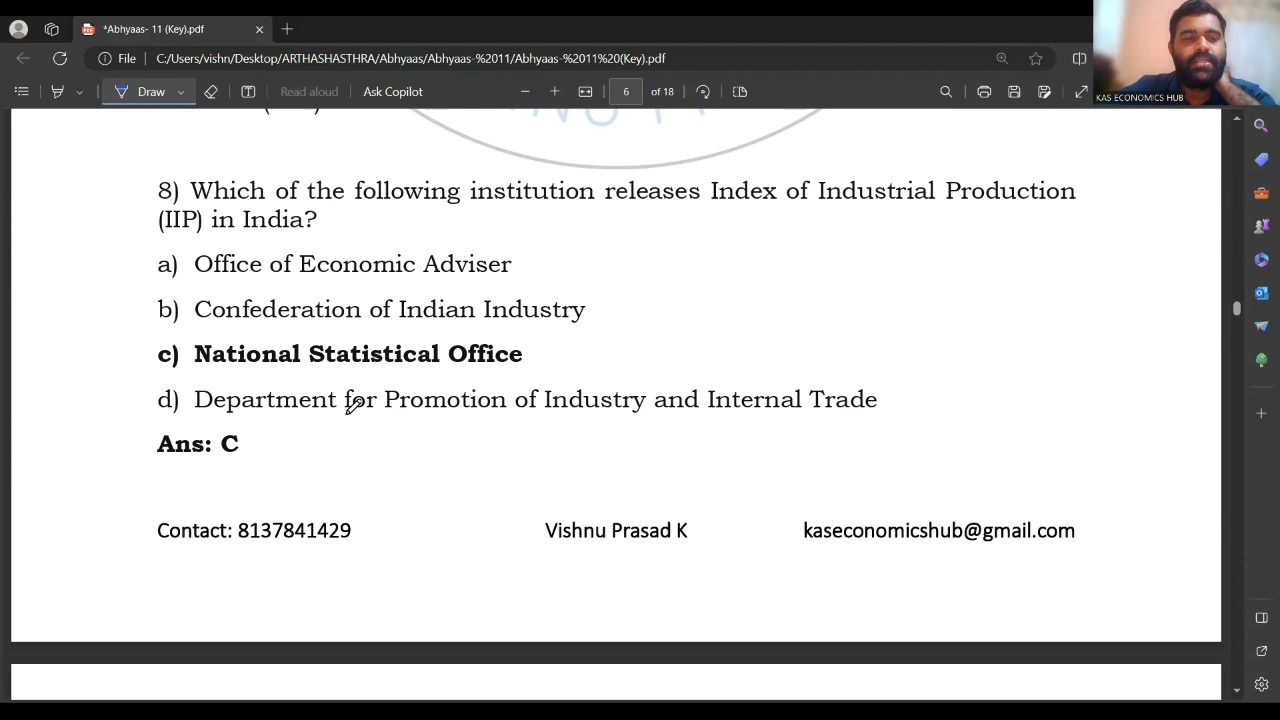 *Abhyaas- 11 (Key).pdf
File
C:/Users/vishn/Desktop/ARTHASHASTHRA/Abhyaas/Abhyaas-%2011/Abhyaas-%2011%20(Key).pdf
Draw
Read aloud
Ask Copilot
6
of 18
KAS ECONOMICS HUB
8) Which of the following institution releases Index of Industrial Production
(IIP) in India?
a) Office of Economic Adviser
b) Confederation of Indian Industry
c) National Statistical Office
d) Department for Promotion of Industry and Internal Trade
Ans: C
Contact: 8137841429
Vishnu Prasad K
kaseconomicshub@gmail.com